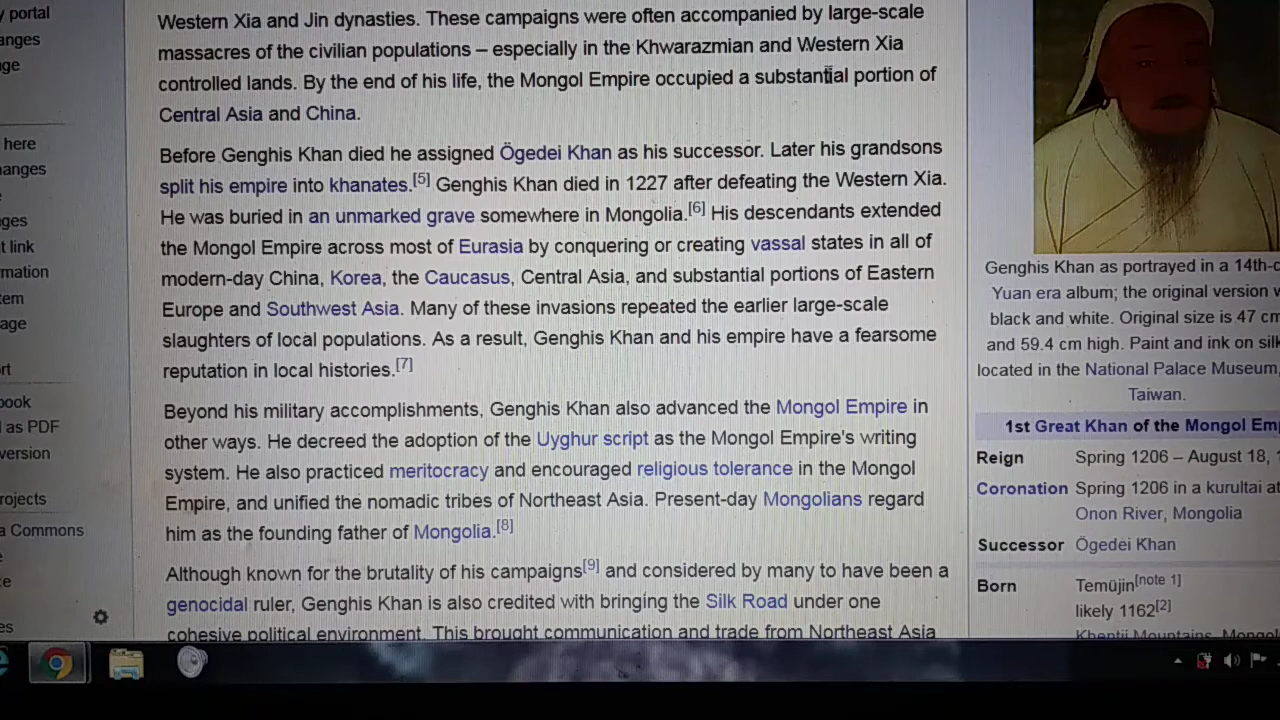 y portal
anges
ge
here
hanges
ges
t link
mation
tem
age
rt
book
as PDF
version
rojects
a Commons
e
ce
es
Western Xia and Jin dynasties. These campaigns were often accompanied by large-scale
massacres of the civilian populations – especially in the Khwarazmian and Western Xia
controlled lands. By the end of his life, the Mongol Empire occupied a substantial portion of
Central Asia and China.
Before Genghis Khan died he assigned Ögedei Khan as his successor. Later his grandsons
split his empire into khanates.[5] Genghis Khan died in 1227 after defeating the Western Xia.
He was buried in an unmarked grave somewhere in Mongolia.[6] His descendants extended
the Mongol Empire across most of Eurasia by conquering or creating vassal states in all of
modern-day China, Korea, the Caucasus, Central Asia, and substantial portions of Eastern
Europe and Southwest Asia. Many of these invasions repeated the earlier large-scale
slaughters of local populations. As a result, Genghis Khan and his empire have a fearsome
reputation in local histories.[7]
Beyond his military accomplishments, Genghis Khan also advanced the Mongol Empire in
other ways. He decreed the adoption of the Uyghur script as the Mongol Empire's writing
system. He also practiced meritocracy and encouraged religious tolerance in the Mongol
Empire, and unified the nomadic tribes of Northeast Asia. Present-day Mongolians regard
him as the founding father of Mongolia.[8]
Although known for the brutality of his campaigns[9] and considered by many to have been a
genocidal ruler, Genghis Khan is also credited with bringing the Silk Road under one
cohesive political environment. This brought communication and trade from Northeast Asia
Genghis Khan as portrayed in a 14th-c
Yuan era album; the original version w
black and white. Original size is 47 cm
and 59.4 cm high. Paint and ink on silk
located in the National Palace Museum,
Taiwan.
1st Great Khan of the Mongol Emp
Reign Spring 1206 – August 18, 1
Coronation Spring 1206 in a kurultai at
Onon River, Mongolia
Successor Ögedei Khan
Born Temüjin[note 1]
likely 1162[2]
Khentii Mountains, Mongol